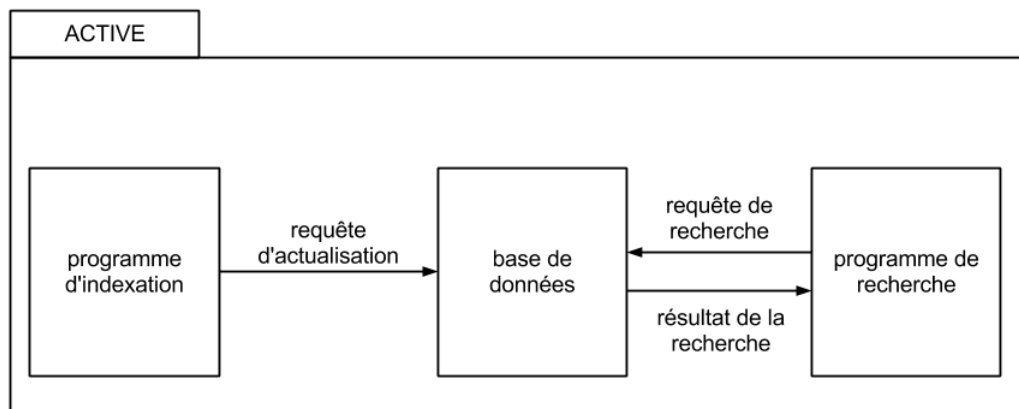 ACTIVE
programme
d'indexation
requête
d'actualisation
base de
données
requête de
recherche
résultat de la
recherche
programme de
recherche